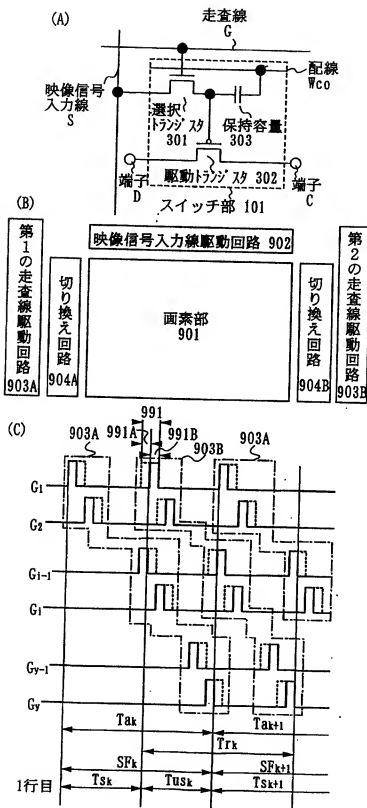 (A)
走査線
G
配線
Wco
映像信号
入力線
S
選択
トランジスタ
301
保持容量
303
駆動トランジスタ 302
端子
D
端子
C
スイッチ部 101
(B)
第1の走査線駆動回路
903A
切り換え回路
904A
映像信号入力線駆動回路 902
画素部
901
切り換え回路
904B
第2の走査線駆動回路
903B
(C)
991
991A
991B
903A
903B
903A
G1
G2
Gi-1
Gi
Gy-1
Gy
Tak
Tak+1
Trk
SFk
SFk+1
1行目
Tsk
Tusk
Tsk+1